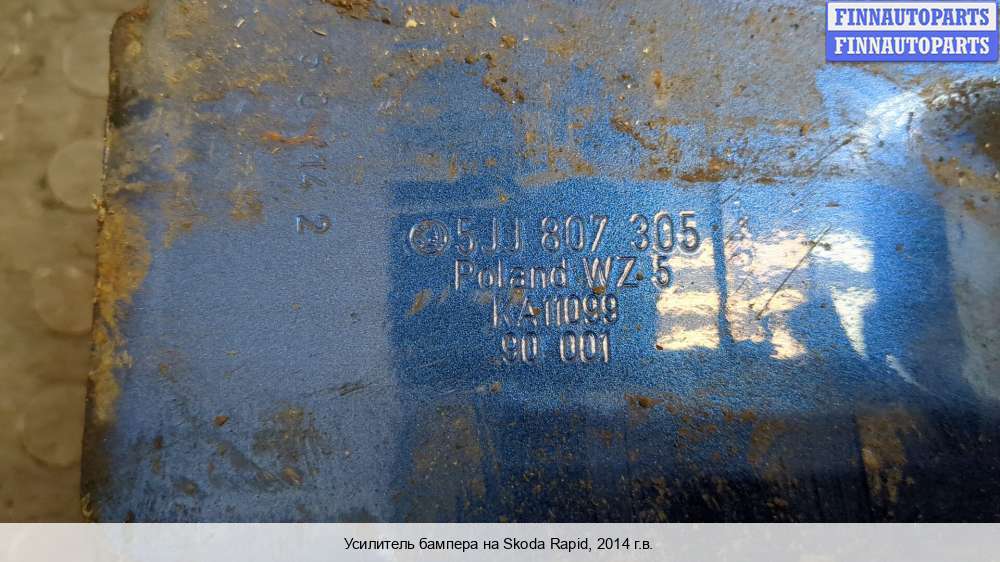 FINNAUTOPARTS
FINNAUTOPARTS
5JJ 807 305
Poland WZ 5
KA11099
90 001
Усилитель бампера на Skoda Rapid, 2014 г.в.